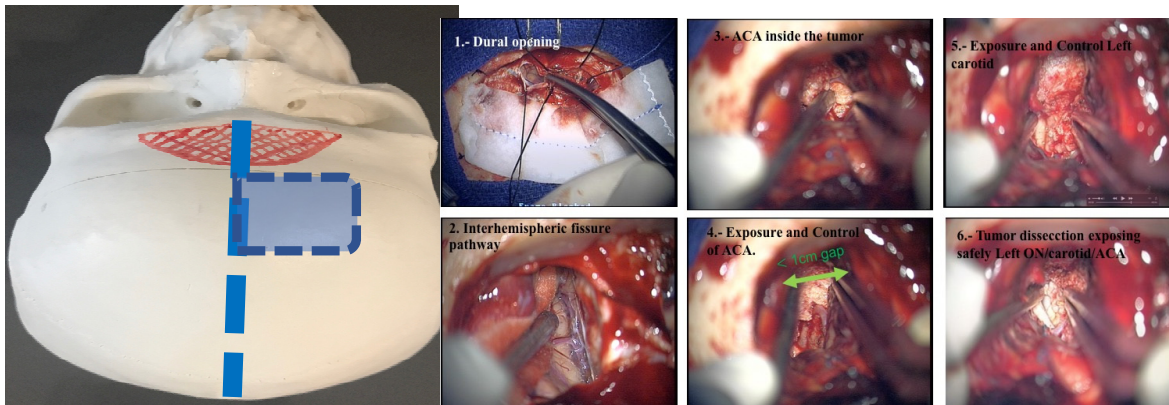 1.- Dural opening
2. Interhemispheric fissure
pathway
3.- ACA inside the tumor
4.- Exposure and Control
of ACA.
< 1cm gap
5.- Exposure and Control Left
carotid
6.- Tumor dissecction exposing
safely Left ON/carotid/ACA